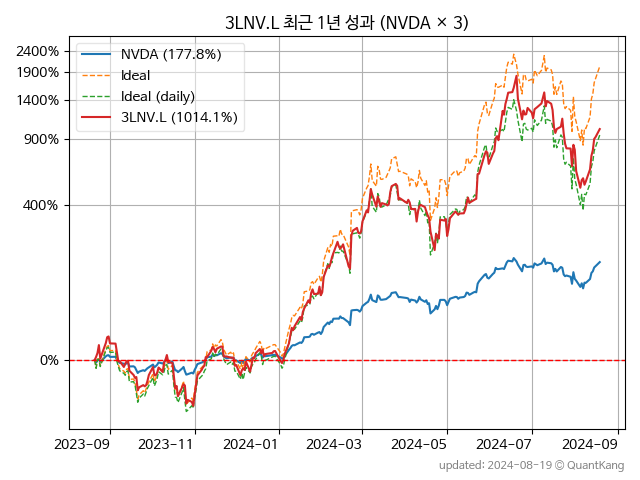 3LNV.L 최근 1년 성과 (NVDA × 3)
2400%
1900%
1400%
900%
400%
0%
NVDA (177.8%)
Ideal
Ideal (daily)
3LNV.L (1014.1%)
2023-09
2023-11
2024-01
2024-03
2024-05
2024-07
2024-09
updated: 2024-08-19 © QuantKang